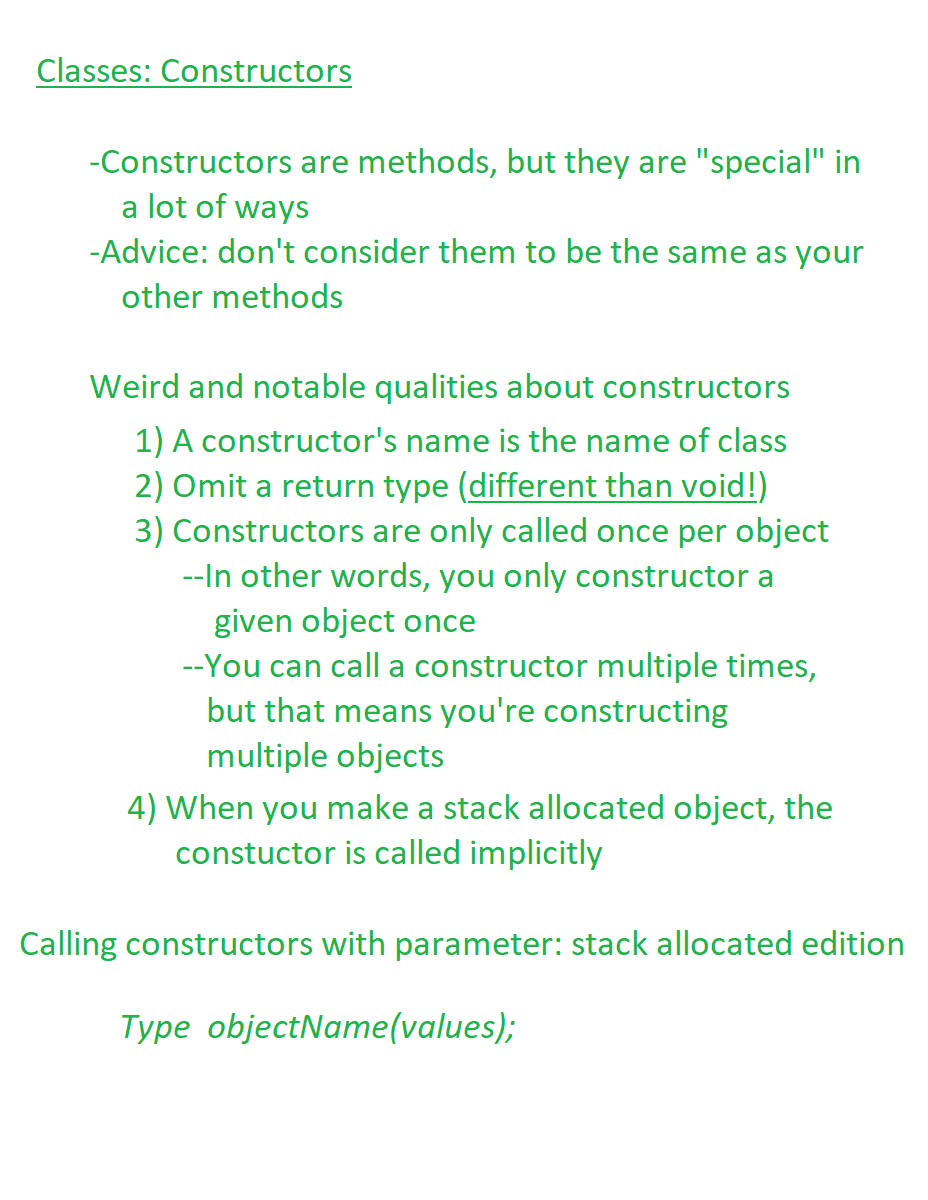 Classes: Constructors
-Constructors are methods, but they are "special" in
a lot of ways
-Advice: don't consider them to be the same as your
other methods
Weird and notable qualities about constructors
1) A constructor's name is the name of class
2) Omit a return type (different than void!)
3) Constructors are only called once per object
--In other words, you only constructor a
given object once
--You can call a constructor multiple times,
but that means you're constructing
multiple objects
4) When you make a stack allocated object, the
constuctor is called implicitly
Calling constructors with parameter: stack allocated edition
Type  objectName(values);